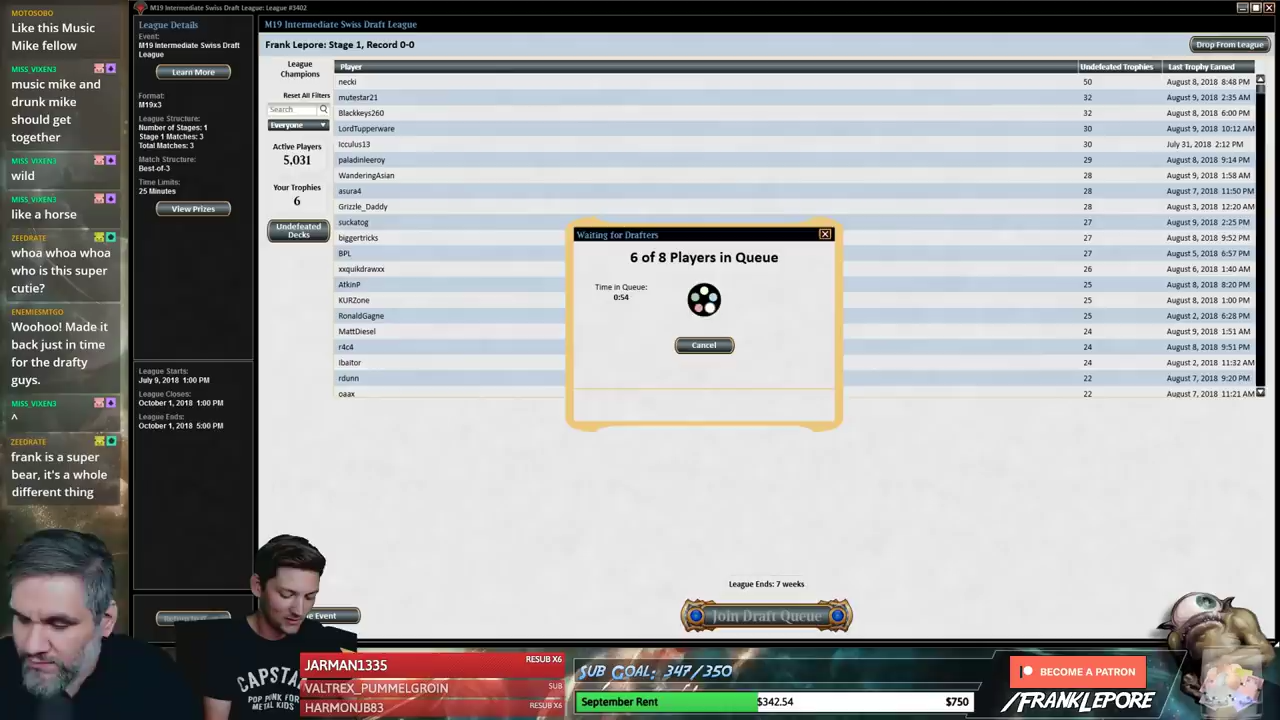 MOTOSOBO
Like this Music
Mike fellow
MISS_VIXEN3
music mike and
drunk mike
should get
together
MISS_VIXEN3
wild
MISS_VIXEN3
like a horse
ZEEDRATE
whoa whoa whoa
who is this super
cutie?
ENEMIESMTGO
Woohoo! Made it
back just in time
for the drafty
guys.
MISS_VIXEN3
^
ZEEDRATE
frank is a super
bear, it's a whole
different thing
M19 Intermediate Swiss Draft League: League #3402
League Details
Event:
M19 Intermediate Swiss Draft
League
Learn More
Format:
M19x3
League Structure:
Number of Stages: 1
Stage 1 Matches: 3
Total Matches: 3
Match Structure:
Best-of-3
Time Limits:
25 Minutes
View Prizes
League Starts:
July 9, 2018 1:00 PM
League Closes:
October 1, 2018 1:00 PM
League Ends:
October 1, 2018 5:00 PM
M19 Intermediate Swiss Draft League
Frank Lepore: Stage 1, Record 0-0
Drop From League
League
Champions
Reset All Filters
Search
Everyone
Active Players
5,031
Your Trophies
6
Undefeated
Decks
Player Undefeated Trophies Last Trophy Earned
necki 50 August 8, 2018 8:48 PM
mutestar21 32 August 9, 2018 2:35 AM
Blackkeys260 32 August 8, 2018 6:00 PM
LordTupperware 30 August 9, 2018 10:12 AM
Icculus13 30 July 31, 2018 2:12 PM
paladinleeroy 29 August 8, 2018 9:14 PM
WanderingAsian 28 August 9, 2018 1:58 AM
asura4 28 August 7, 2018 11:50 PM
Grizzle_Daddy 28 August 3, 2018 12:20 AM
suckatog 27 August 9, 2018 2:25 PM
biggertricks 27 August 8, 2018 9:52 PM
BPL 27 August 5, 2018 6:57 PM
xxquikdrawxx 26 August 6, 2018 1:40 AM
AtkinP 25 August 8, 2018 8:20 PM
KURZone 25 August 8, 2018 1:00 PM
RonaldGagne 25 August 2, 2018 6:28 PM
MattDiesel 24 August 9, 2018 1:51 AM
r4c4 24 August 8, 2018 9:51 PM
lbaitor 24 August 2, 2018 11:32 AM
rdunn 22 August 7, 2018 9:20 PM
oaax 22 August 7, 2018 11:21 AM
Waiting for Drafters
6 of 8 Players in Queue
Time in Queue:
0:54
Cancel
League Ends: 7 weeks
Event
Join Draft Queue
CAPSTA
POP PUNK FOR
METAL KIDS
JARMAN1335 RESUB X6
VALTREX_PUMMELGROIN SUB
HARMONJB83 RESUB X6
SUB GOAL: 347/350
September Rent $342.54 $750
BECOME A PATRON
/FRANKLEPORE